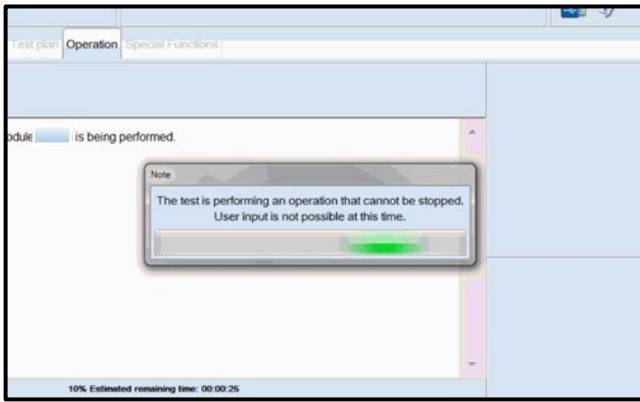 Test plan Operation Special Functions
odule is being performed.
Note
The test is performing an operation that cannot be stopped.
User input is not possible at this time.
10% Estimated remaining time: 00:00:25